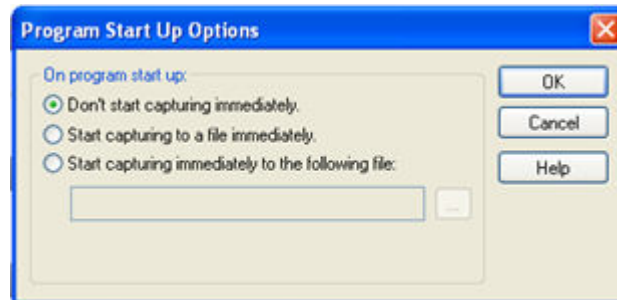 Program Start Up Options
On program start up:
Don't start capturing immediately.
Start capturing to a file immediately.
Start capturing immediately to the following file:
...
OK
Cancel
Help